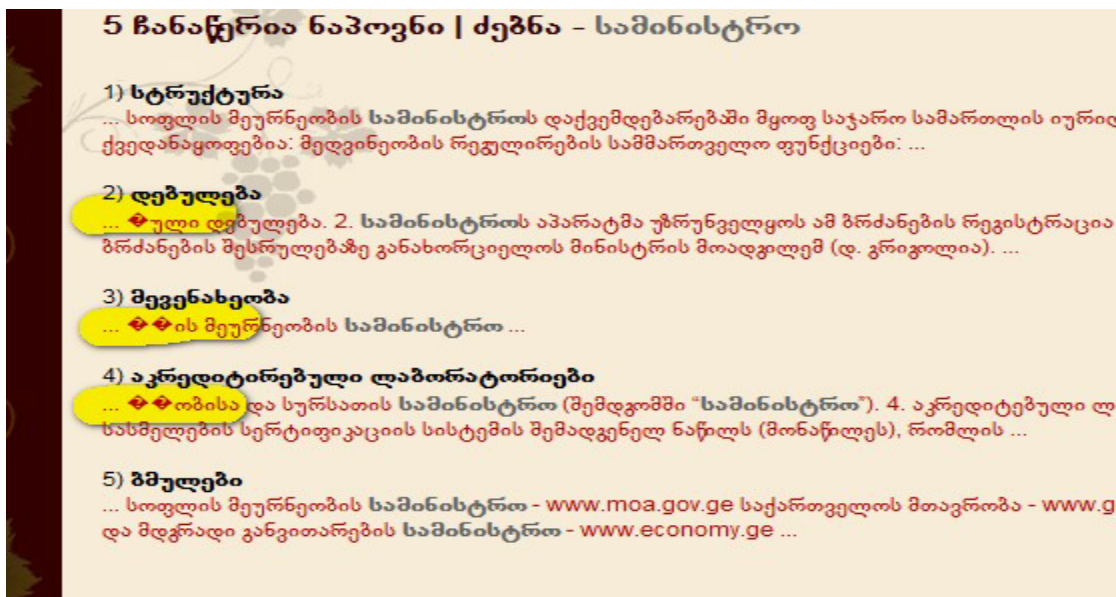 5 ჩანაწერია ნაპოვნი | ძებნა - სამინისტრო
1) სტრუქტურა
... სოფლის მეურნეობის სამინისტროს დაქვემდებარებაში მყოფ საჯარო სამართლის იურიდ
ქვედანაყოფებია: მეღვინეობის რეგულირების სამმართველო ფუნქციები: ...
2) დებულება
... �ული დებულება. 2. სამინისტროს აპარატმა უზრუნველყოს ამ ბრძანების რეგისტრაცია
ბრძანების შესრულებაზე განახორციელოს მინისტრის მოადგილემ (დ. გრიგოლია). ...
3) მევენახეობა
... ��ის მეურნეობის სამინისტრო ...
4) აკრედიტირებული ლაბორატორიები
... ��ობისა და სურსათის სამინისტრო (შემდგომში “სამინისტრო”). 4. აკრედიტებული ლ
სასმელების სერტიფიკაციის სისტემის შემადგენელ ნაწილს (მონაწილეს), რომლის ...
5) ბმულები
... სოფლის მეურნეობის სამინისტრო - www.moa.gov.ge საქართველოს მთავრობა - www.g
და მდგრადი განვითარების სამინისტრო - www.economy.ge ...